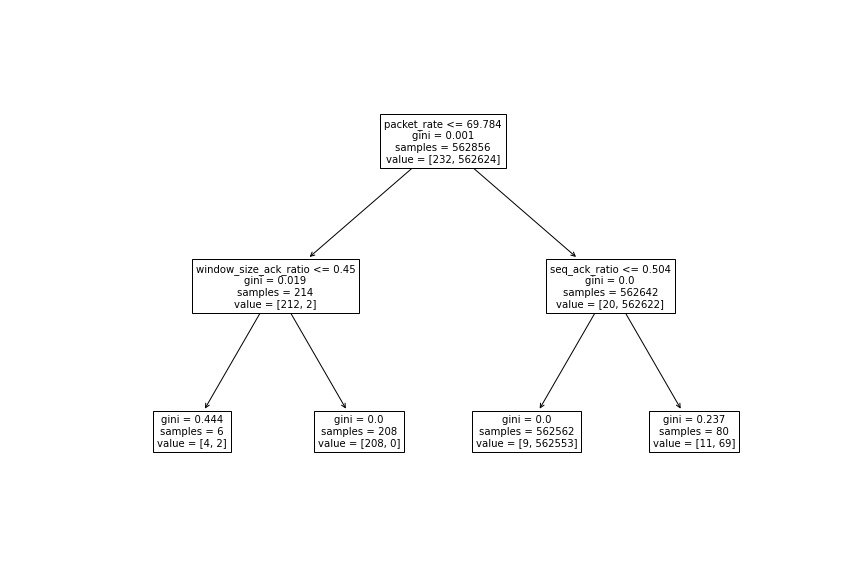 packet_rate <= 69.784
gini = 0.001
samples = 562856
value = [232, 562624]
window_size_ack_ratio <= 0.45
gini = 0.019
samples = 214
value = [212, 2]
seq_ack_ratio <= 0.504
gini = 0.0
samples = 562642
value = [20, 562622]
gini = 0.444
samples = 6
value = [4, 2]
gini = 0.0
samples = 208
value = [208, 0]
gini = 0.0
samples = 562562
value = [9, 562553]
gini = 0.237
samples = 80
value = [11, 69]